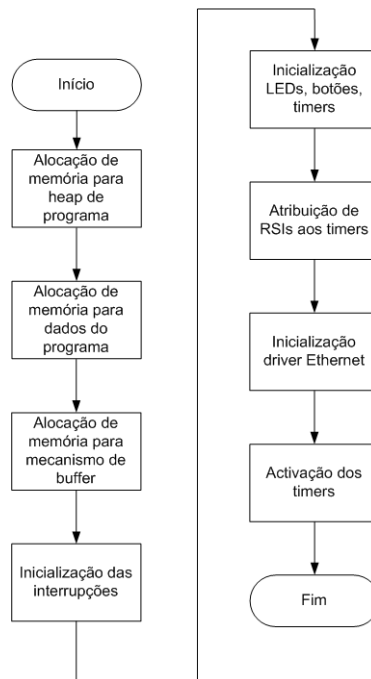 Início
Alocação de
memória para
heap de
programa
Alocação de
memória para
dados do
programa
Alocação de
memória para
mecanismo de
buffer
Inicialização das
interrupções
Inicialização
LEDs, botões,
timers
Atribuição de
RSIs aos timers
Inicialização
driver Ethernet
Activação dos
timers
Fim